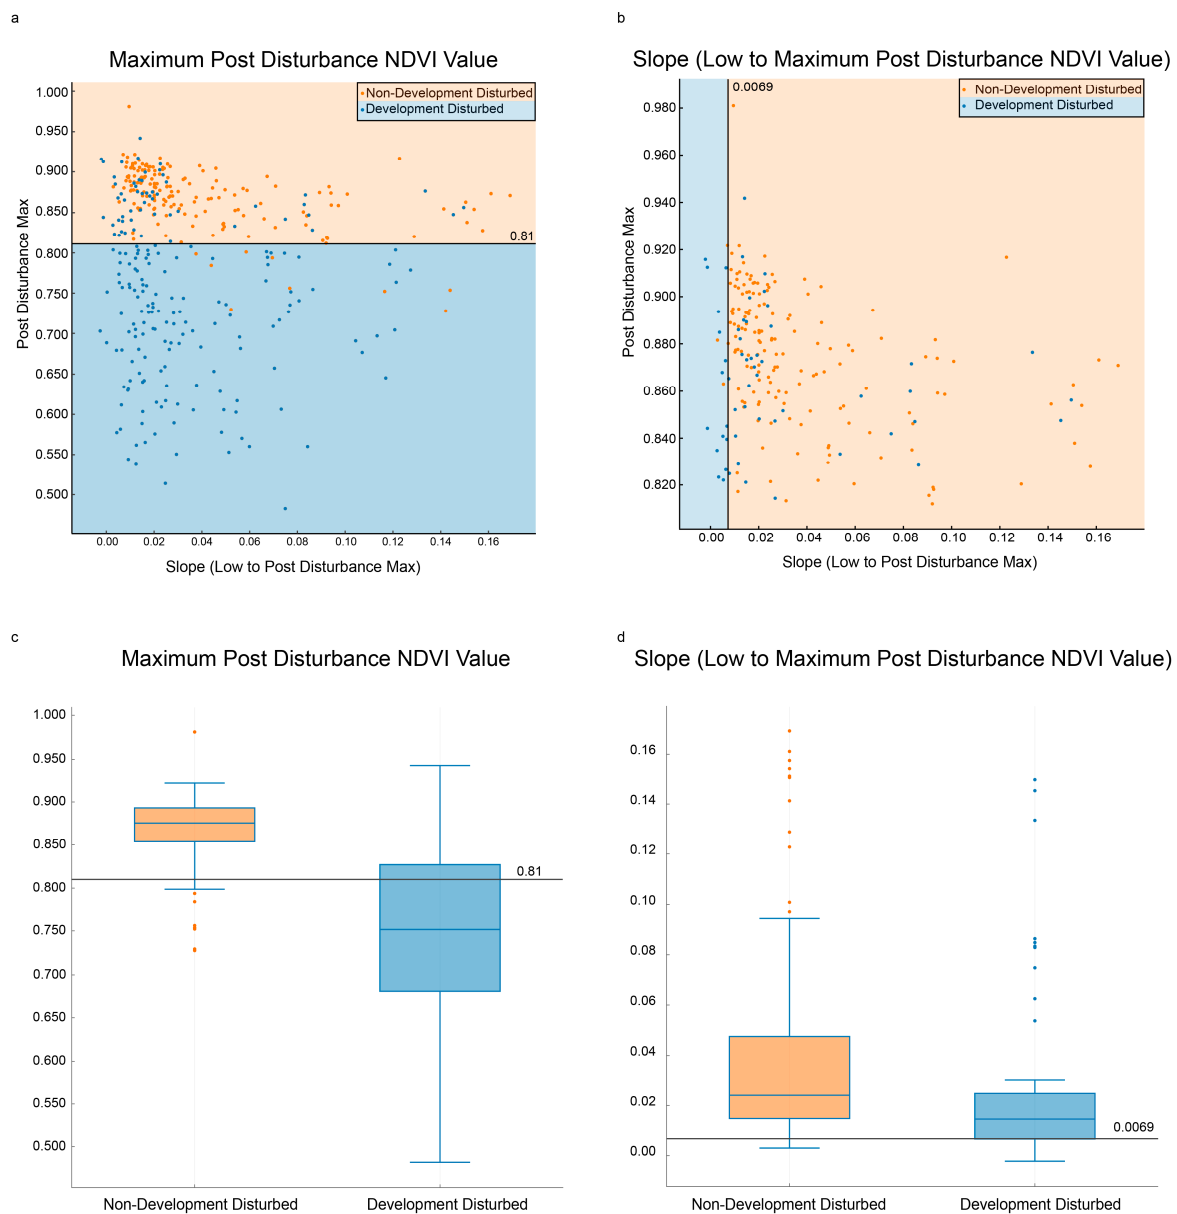 a
Maximum Post Disturbance NDVI Value
1.000
0.950
0.900
0.850
0.800
0.750
0.700
0.650
0.600
0.550
0.500
Post Disturbance Max
Non-Development Disturbed
Development Disturbed
0.81
0.00 0.02 0.04 0.06 0.08 0.10 0.12 0.14 0.16
Slope (Low to Post Disturbance Max)
b
Slope (Low to Maximum Post Disturbance NDVI Value)
0.980
0.960
0.940
0.920
0.900
0.880
0.860
0.840
0.820
Post Disturbance Max
0.0069
Non-Development Disturbed
Development Disturbed
0.00 0.02 0.04 0.06 0.08 0.10 0.12 0.14 0.16
Slope (Low to Post Disturbance Max)
c
Maximum Post Disturbance NDVI Value
1.000
0.950
0.900
0.850
0.800
0.750
0.700
0.650
0.600
0.550
0.500
0.81
Non-Development Disturbed Development Disturbed
d
Slope (Low to Maximum Post Disturbance NDVI Value)
0.16
0.14
0.12
0.10
0.08
0.06
0.04
0.02
0.00
0.0069
Non-Development Disturbed Development Disturbed